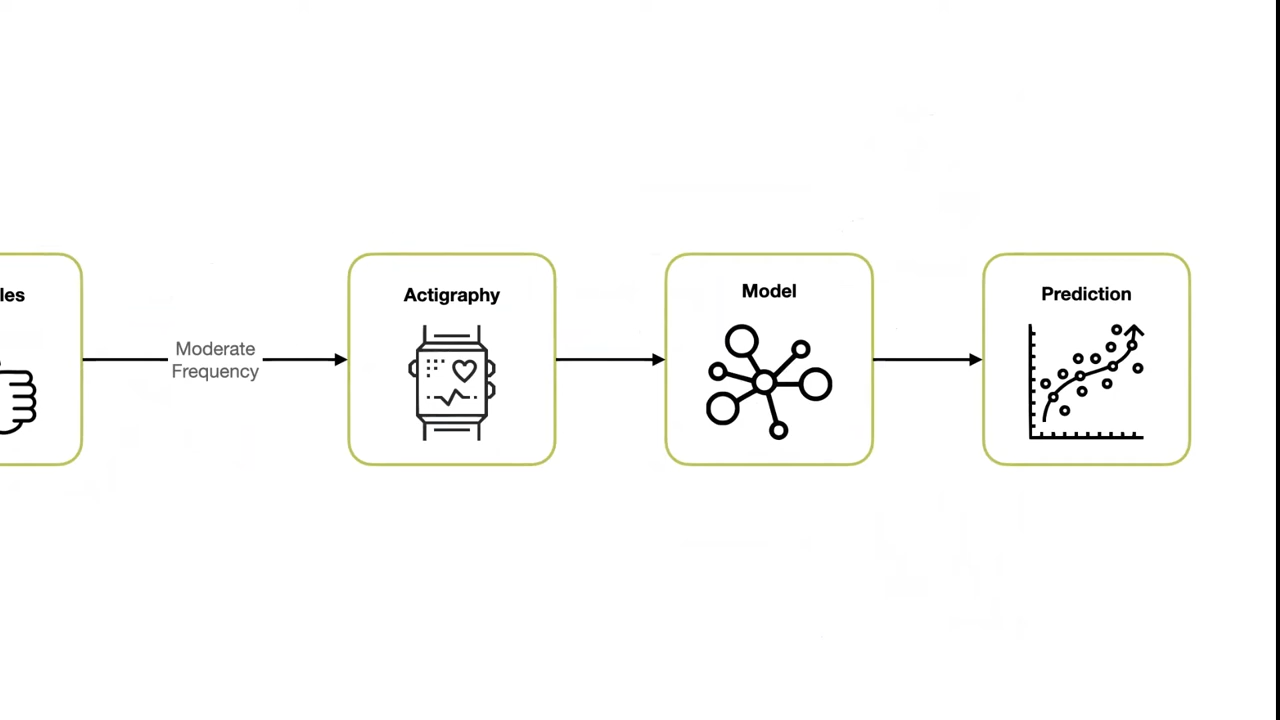 les
Moderate
Frequency
Actigraphy
Model
Prediction